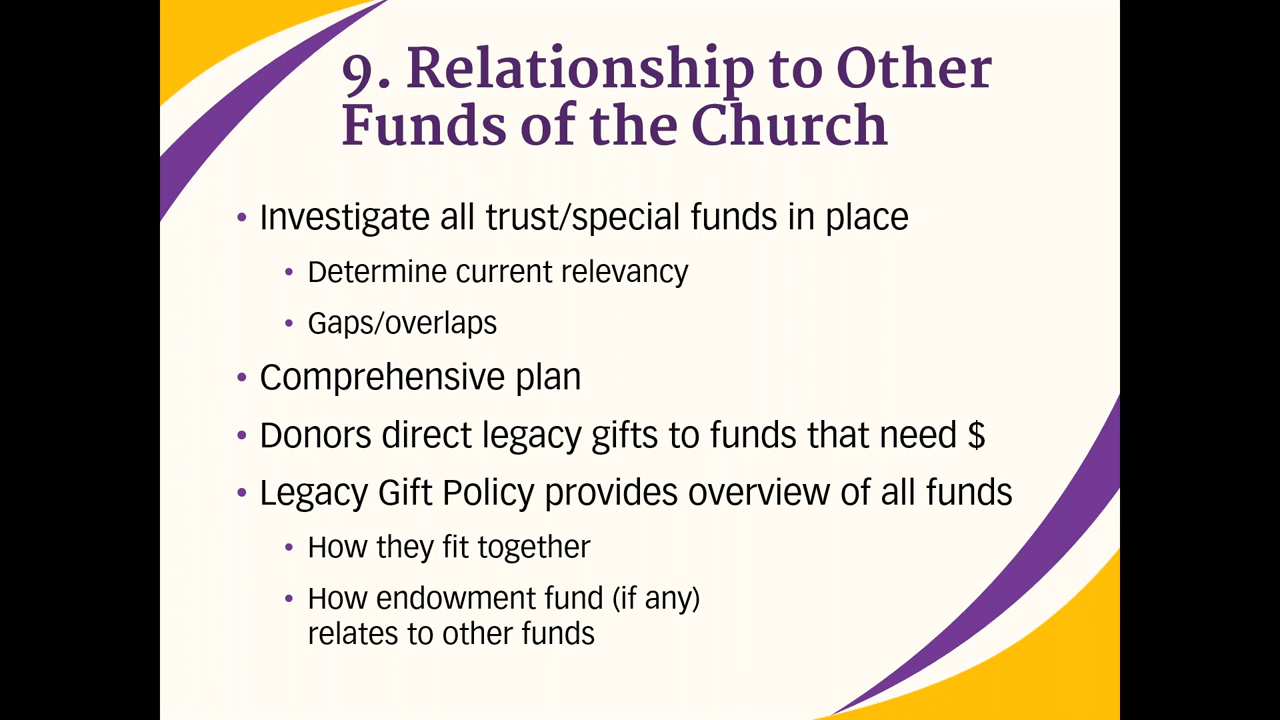 9. Relationship to Other
Funds of the Church
• Investigate all trust/special funds in place
• Determine current relevancy
• Gaps/overlaps
• Comprehensive plan
• Donors direct legacy gifts to funds that need $
• Legacy Gift Policy provides overview of all funds
• How they fit together
• How endowment fund (if any)
relates to other funds